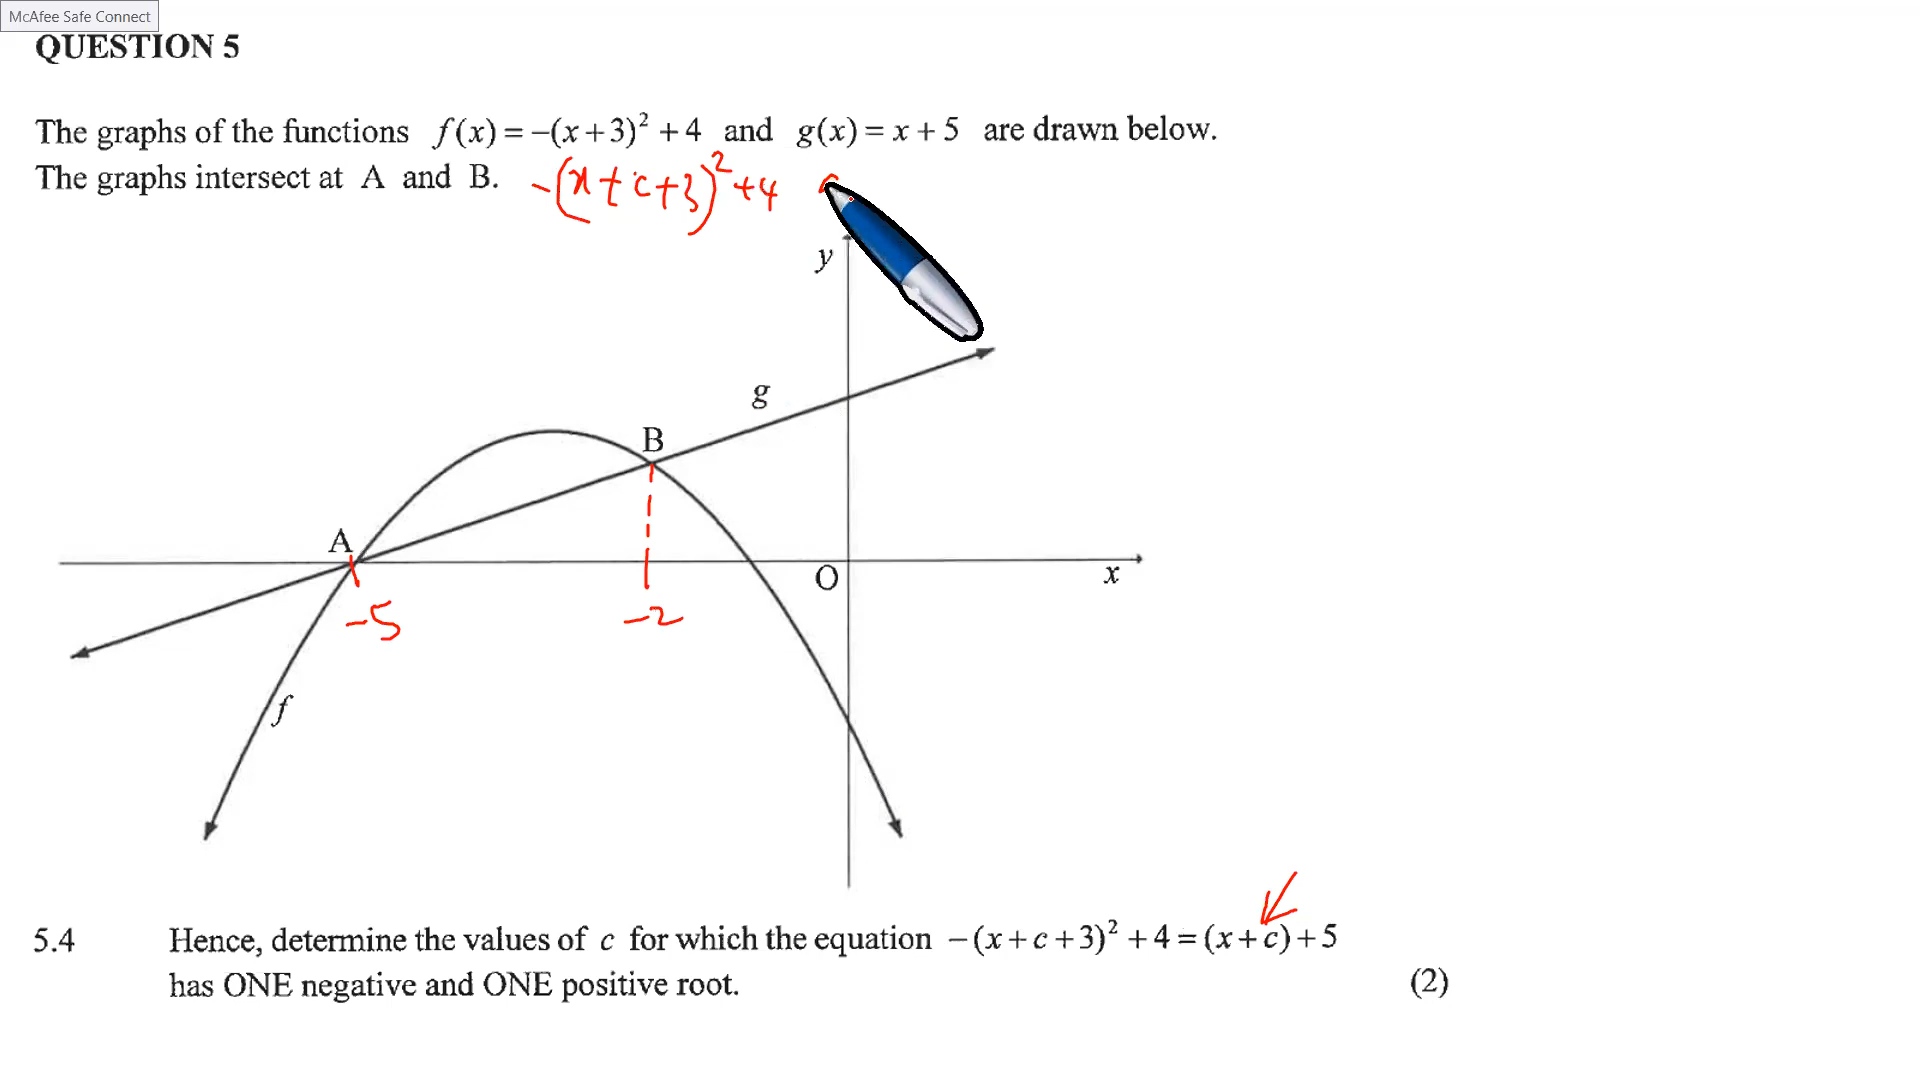 McAfee Safe Connect
QUESTION 5
The graphs of the functions f(x) = −(x+3)² + 4 and g(x) = x + 5 are drawn below.
The graphs intersect at A and B.
-(x+c+3)²+4
y
g
B
A
O
x
-5
-2
f
5.4 Hence, determine the values of c for which the equation −(x+c+3)² + 4 = (x+c) + 5
has ONE negative and ONE positive root. (2)